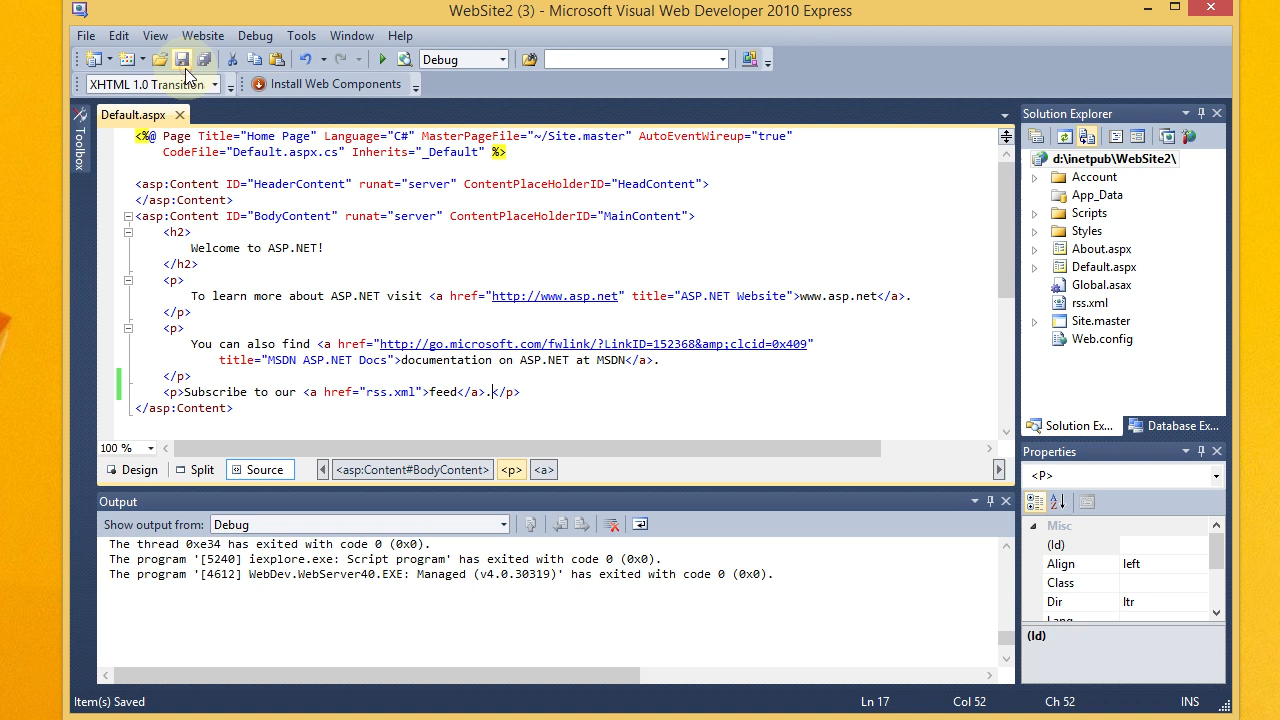 WebSite2 (3) - Microsoft Visual Web Developer 2010 Express
File Edit View Website Debug Tools Window Help
Debug
XHTML 1.0 Transition Install Web Components
Toolbox
Default.aspx
<%@ Page Title="Home Page" Language="C#" MasterPageFile="~/Site.master" AutoEventWireup="true"
CodeFile="Default.aspx.cs" Inherits="_Default" %>
<asp:Content ID="HeaderContent" runat="server" ContentPlaceHolderID="HeadContent">
</asp:Content>
<asp:Content ID="BodyContent" runat="server" ContentPlaceHolderID="MainContent">
<h2>
Welcome to ASP.NET!
</h2>
<p>
To learn more about ASP.NET visit <a href="http://www.asp.net" title="ASP.NET Website">www.asp.net</a>.
</p>
<p>
You can also find <a href="http://go.microsoft.com/fwlink/?LinkID=152368&amp;clcid=0x409"
title="MSDN ASP.NET Docs">documentation on ASP.NET at MSDN</a>.
</p>
<p>Subscribe to our <a href="rss.xml">feed</a>.</p>
</asp:Content>
100 %
Design Split Source <asp:Content#BodyContent> <p> <a>
Output
Show output from: Debug
The thread 0xe34 has exited with code 0 (0x0).
The program '[5240] iexplore.exe: Script program' has exited with code 0 (0x0).
The program '[4612] WebDev.WebServer40.EXE: Managed (v4.0.30319)' has exited with code 0 (0x0).
Solution Explorer
d:\inetpub\WebSite2\
Account
App_Data
Scripts
Styles
About.aspx
Default.aspx
Global.asax
rss.xml
Site.master
Web.config
Solution Ex... Database Ex...
Properties
<P>
Misc
(Id)
Align left
Class
Dir ltr
Lang
(Id)
Item(s) Saved Ln 17 Col 52 Ch 52 INS